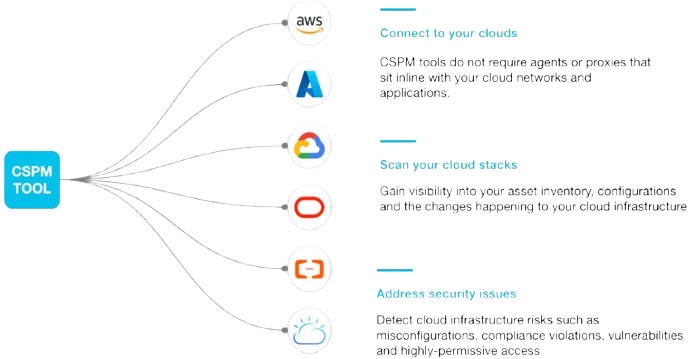 aws
CSPM
TOOL
Connect to your clouds
CSPM tools do not require agents or proxies that
sit inline with your cloud networks and
applications.
Scan your cloud stacks
Gain visibility into your asset inventory, configurations
and the changes happening to your cloud infrastructure
Address security issues
Detect cloud infrastructure risks such as
misconfigurations, compliance violations, vulnerabilities
and highly-permissive access